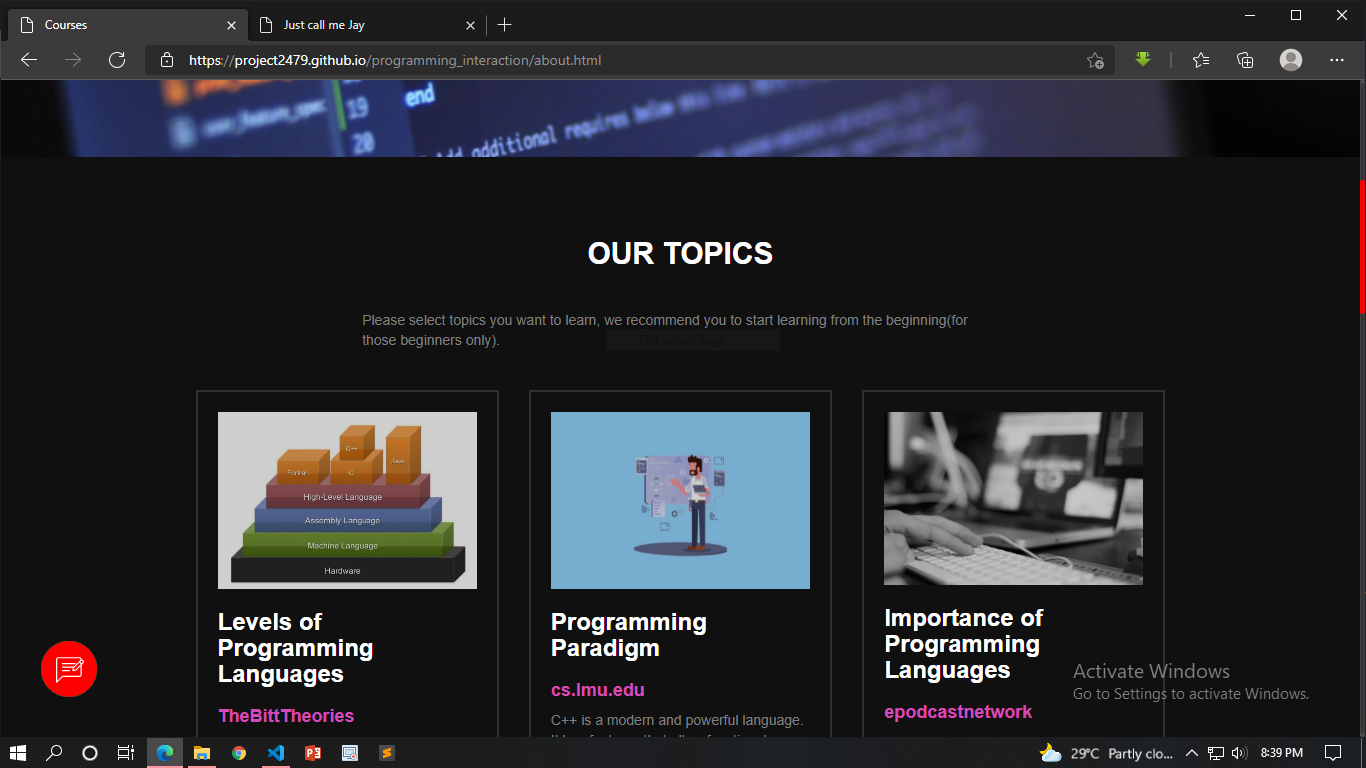 Courses
Just call me Jay
https://project2479.github.io/programming_interaction/about.html
end
19
20
additional requires below this line
OUR TOPICS
Please select topics you want to learn, we recommend you to start learning from the beginning(for
those beginners only).
Full-screen Snip
C++
Fortran
C
Java
High-Level Language
Assembly Language
Machine Language
Hardware
Levels of
Programming
Languages
TheBittTheories
Programming
Paradigm
cs.lmu.edu
C++ is a modern and powerful language.
Importance of
Programming
Languages
epodcastnetwork
Activate Windows
Go to Settings to activate Windows.
29°C Partly clo...
8:39 PM